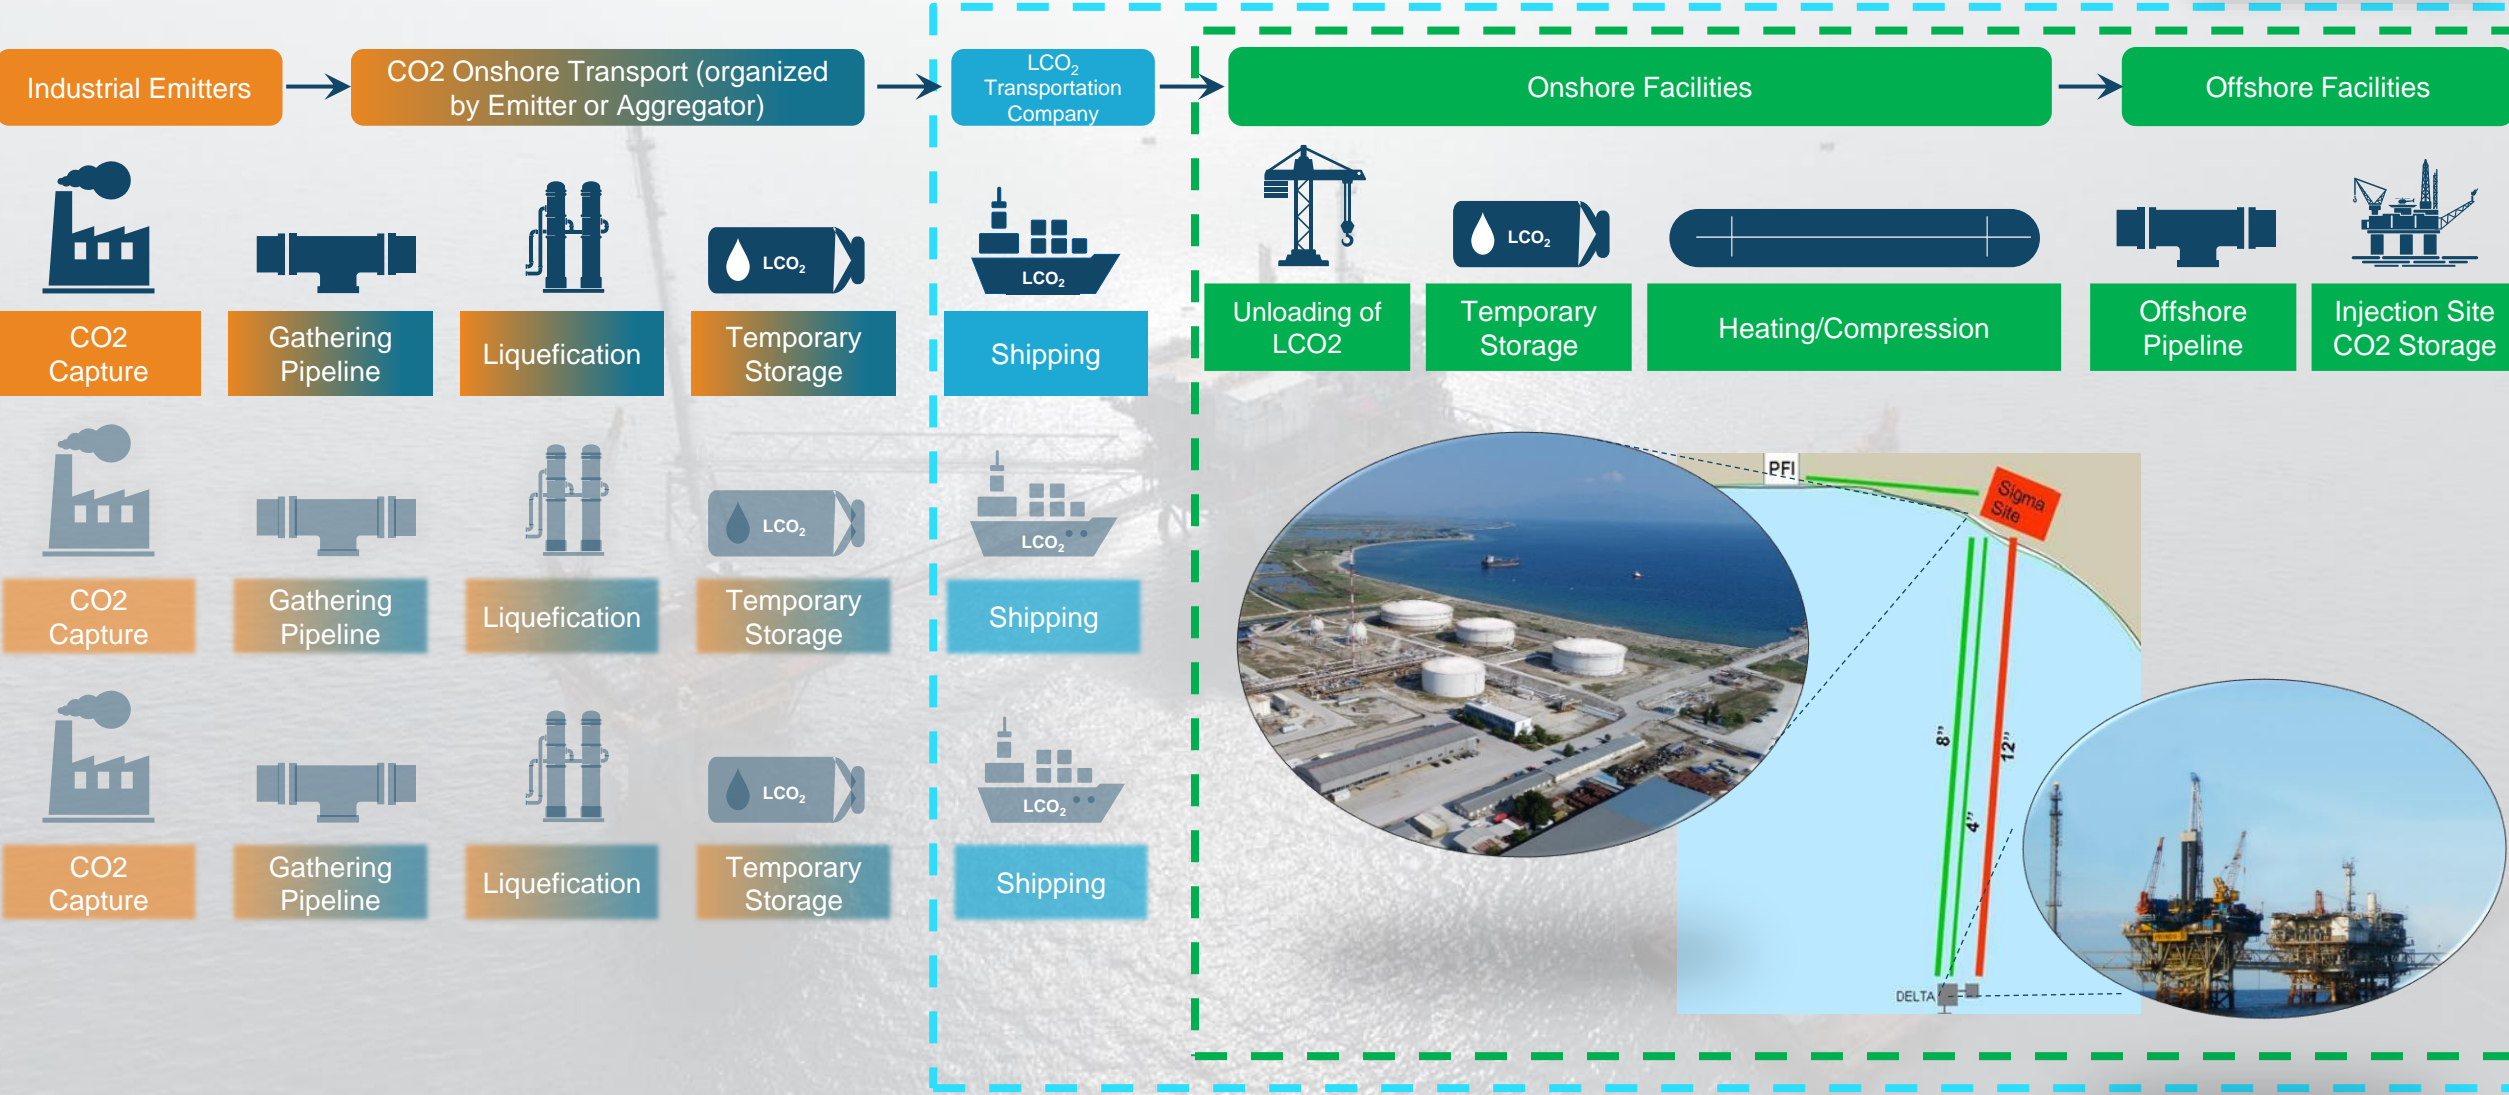 Industrial Emitters
CO2 Onshore Transport (organized
by Emitter or Aggregator)
LCO₂
Transportation
Company
Onshore Facilities
Offshore Facilities
LCO₂
LCO₂
LCO₂
CO2
Capture
Gathering
Pipeline
Liquefication
Temporary
Storage
Shipping
Unloading of
LCO2
Temporary
Storage
Heating/Compression
Offshore
Pipeline
Injection Site
CO2 Storage
LCO₂
LCO₂
CO2
Capture
Gathering
Pipeline
Liquefication
Temporary
Storage
Shipping
LCO₂
LCO₂
CO2
Capture
Gathering
Pipeline
Liquefication
Temporary
Storage
Shipping
PFI
Sigma
Site
8"
12"
4"
DELTA